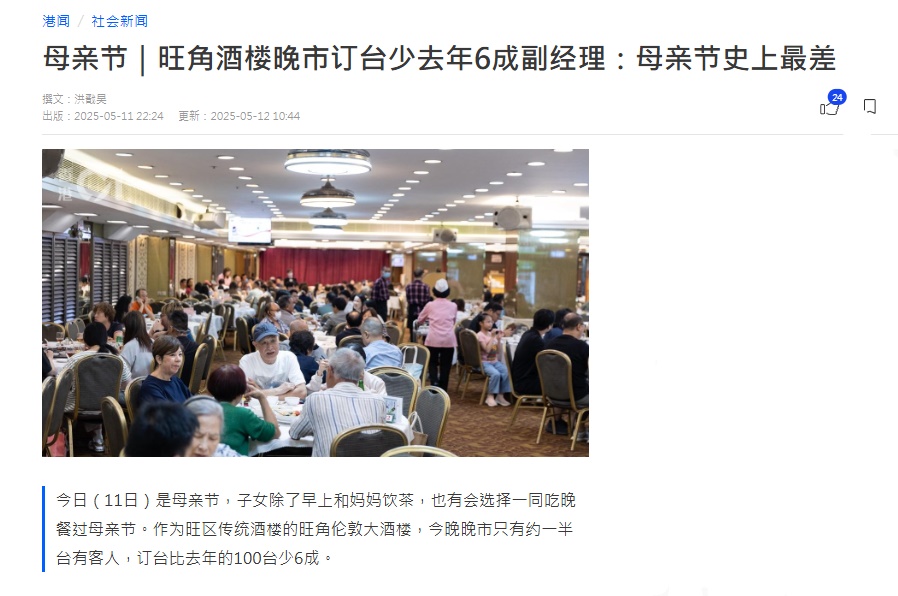 港闻 / 社会新闻
母亲节｜旺角酒楼晚市订台少去年6成副经理：母亲节史上最差
撰文：洪戬昊
出版：2025-05-11 22:24 更新：2025-05-12 10:44
24
今日（11日）是母亲节，子女除了早上和妈妈饮茶，也有会选择一同吃晚
餐过母亲节。作为旺区传统酒楼的旺角伦敦大酒楼，今晚晚市只有约一半
台有客人，订台比去年的100台少6成。